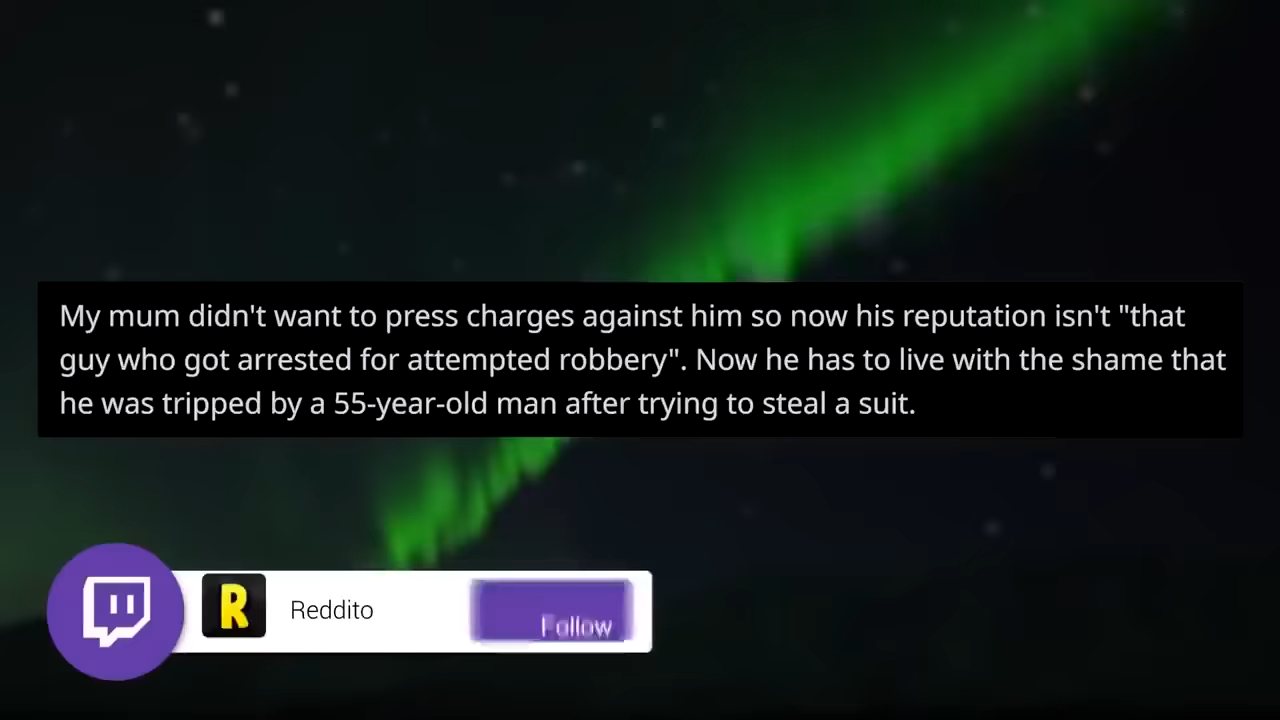 My mum didn't want to press charges against him so now his reputation isn't "that
guy who got arrested for attempted robbery". Now he has to live with the shame that
he was tripped by a 55-year-old man after trying to steal a suit.
R
Reddito
Follow